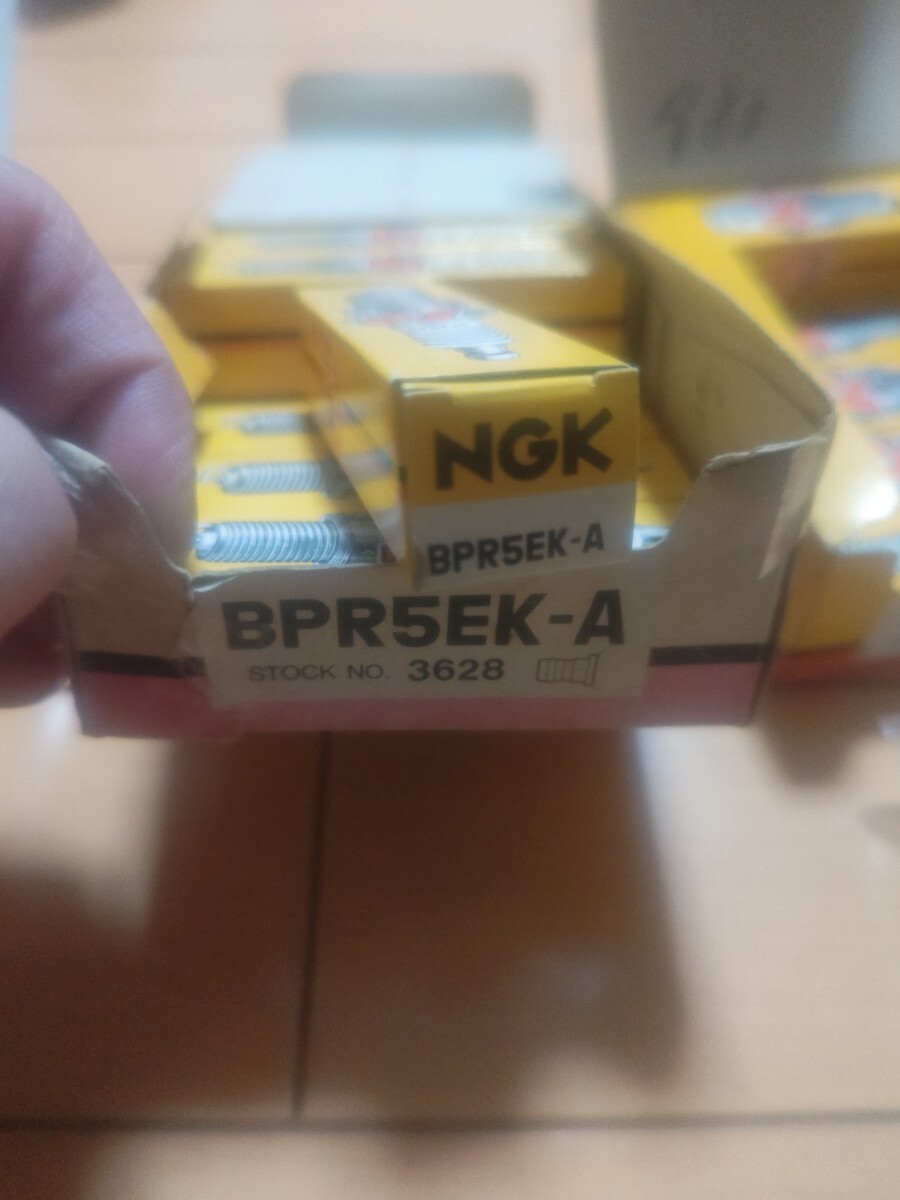 NGK
BPR5EK-A
BPR5EK-A
STOCK NO. 3628